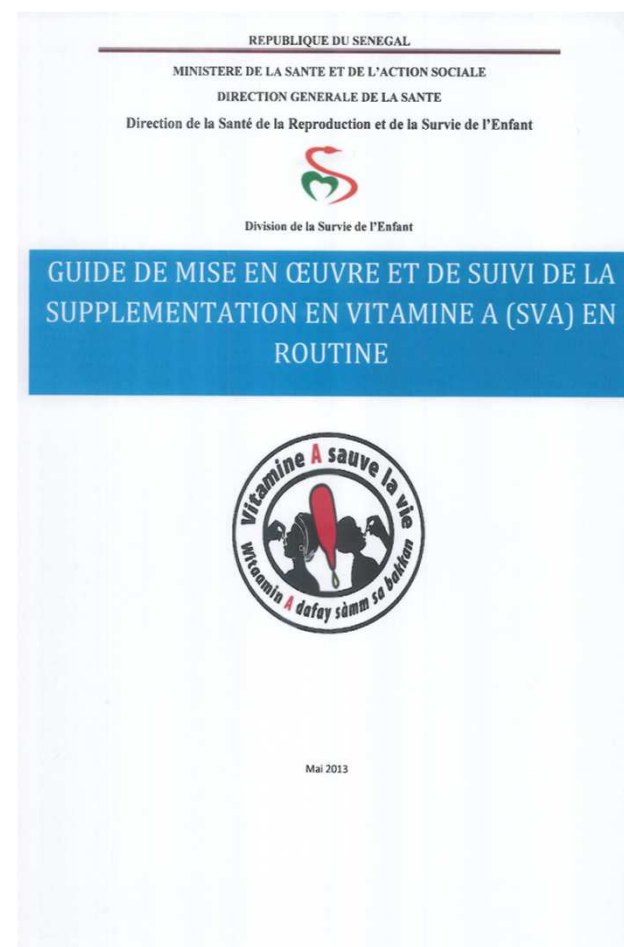 REPUBLIQUE DU SENEGAL
MINISTERE DE LA SANTE ET DE L'ACTION SOCIALE
DIRECTION GENERALE DE LA SANTE
Direction de la Santé de la Reproduction et de la Survie de l'Enfant
Division de la Survie de l'Enfant
GUIDE DE MISE EN ŒUVRE ET DE SUIVI DE LA
SUPPLEMENTATION EN VITAMINE A (SVA) EN
ROUTINE
Vitamine A sauve la vie
Witaamin A dafay sàmm sa bakkan
Mai 2013